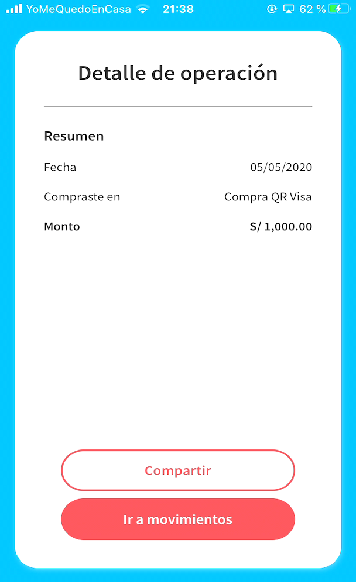 YoMeQuedoEnCasa 21:38 62 %
Detalle de operación
Resumen
Fecha 05/05/2020
Compraste en Compra QR Visa
Monto S/ 1,000.00
Compartir
Ir a movimientos